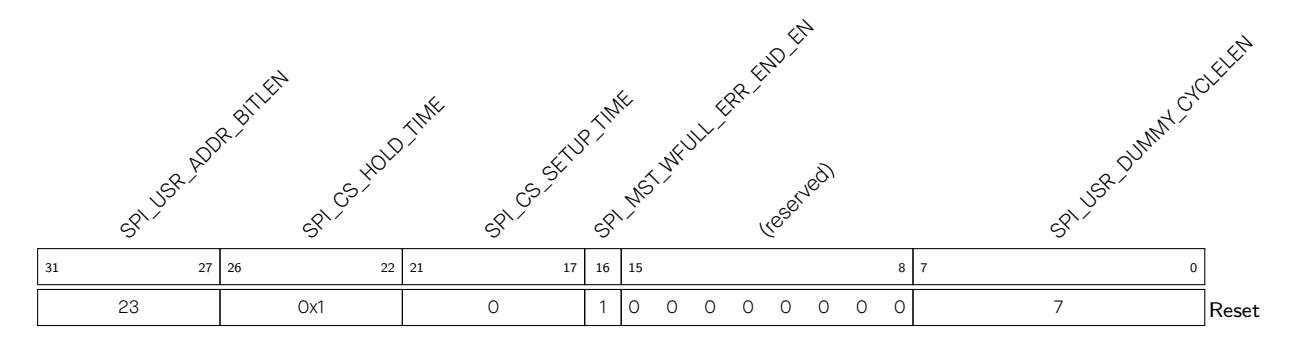 SPI_USR_ADDR_BITLEN
SPI_CS_HOLD_TIME
SPI_CS_SETUP_TIME
SPI_MST_WFULL_ERR_END_EN
(reserved)
SPI_USR_DUMMY_CYCLELEN
31 27 26 22 21 17 16 15 8 7 0
23 0x1 0 1 0 0 0 0 0 0 0 0 7 Reset